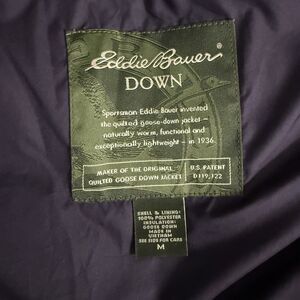 Eddie Bauer®
DOWN
Sportsman Eddie Bauer invented
the quilted goose-down jacket –
naturally warm, functional and
exceptionally lightweight – in 1936.
MAKER OF THE ORIGINAL
QUILTED GOOSE DOWN JACKET
U.S. PATENT
D119,122
SHELL & LINING:
100% POLYESTER
INSULATION:
GOOSE DOWN
MADE IN
VIETNAM
SEE SIDE FOR CARE
M